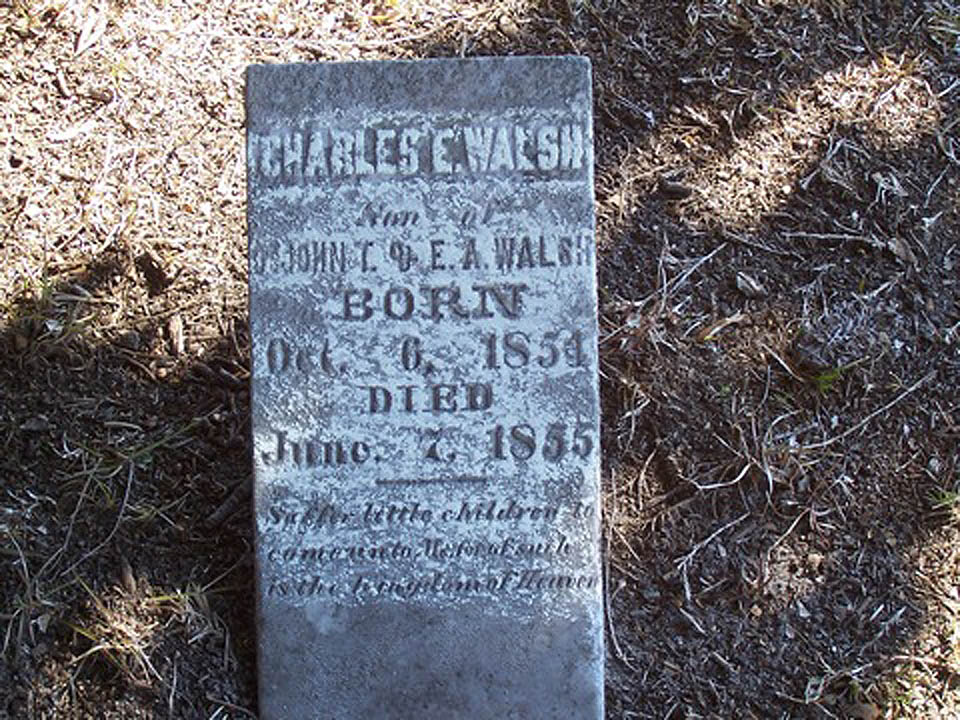 CHARLES E. WALSH
Son of
JOHN T. & E. A. WALSH
BORN
Oct. 6, 1854
DIED
June. 7. 1855
Suffer little children to
come unto Me for of such
is the kingdom of Heaven